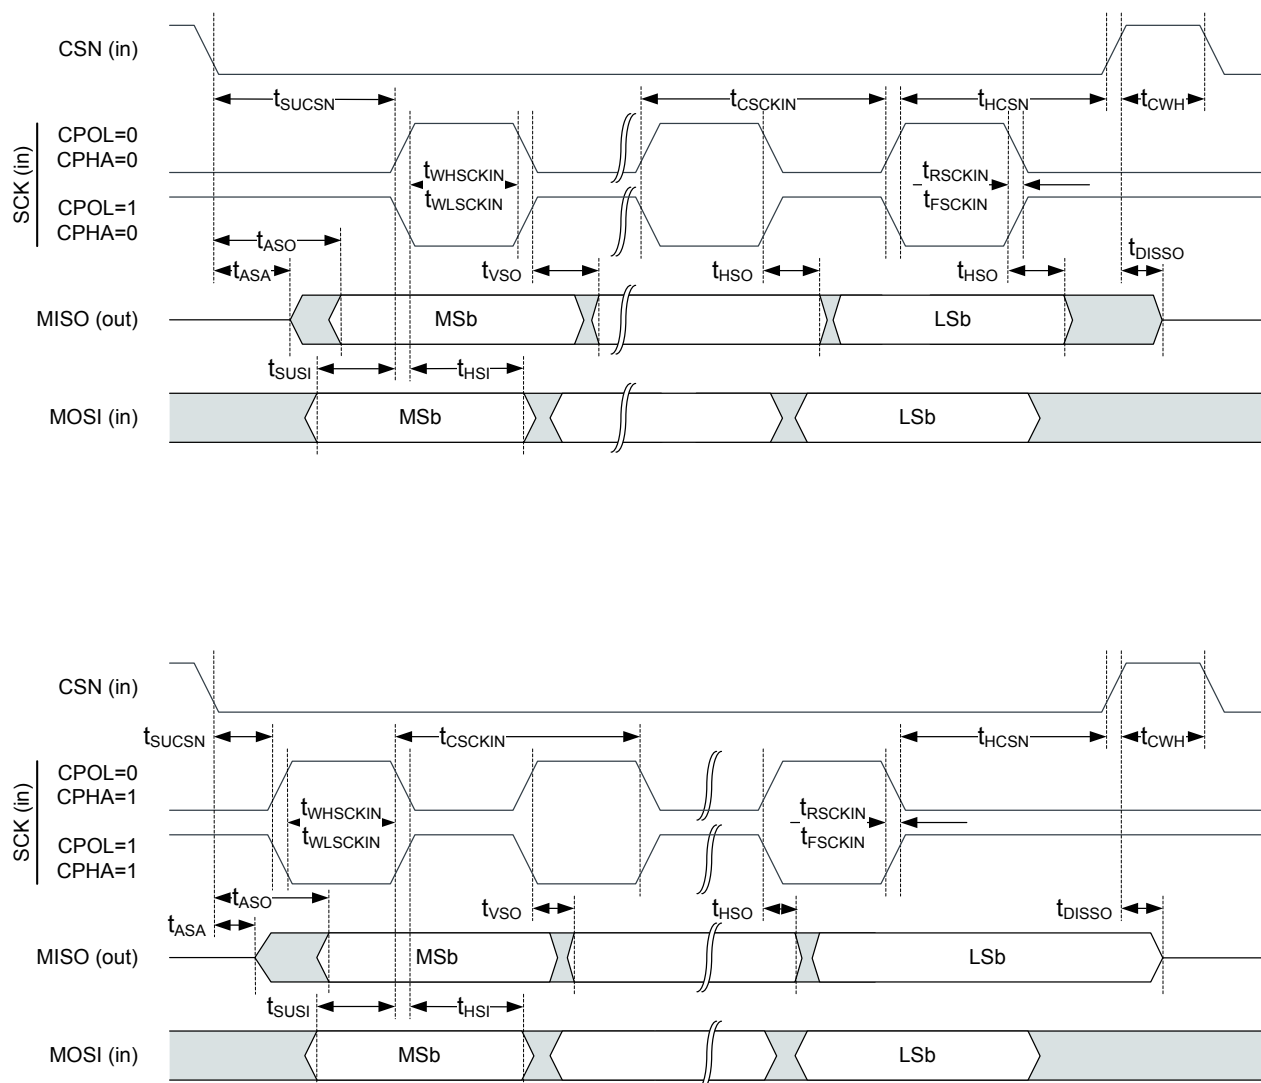 CSN (in)
tSUCSN
tCSCKIN
tHCSN
tCWH
SCK (in)
CPOL=0
CPHA=0
tWHSCKIN
tRSCKIN
CPOL=1
CPHA=0
tWLSCKIN
tFSCKIN
tASO
tASA
tVSO
tHSO
tHSO
tDISSO
MISO (out)
MSb
LSb
tSUSI
tHSI
MOSI (in)
MSb
LSb
CSN (in)
tSUCSN
tCSCKIN
tHCSN
tCWH
SCK (in)
CPOL=0
CPHA=1
tWHSCKIN
tRSCKIN
CPOL=1
CPHA=1
tWLSCKIN
tFSCKIN
tASO
tASA
tVSO
tHSO
tDISSO
MISO (out)
MSb
LSb
tSUSI
tHSI
MOSI (in)
MSb
LSb